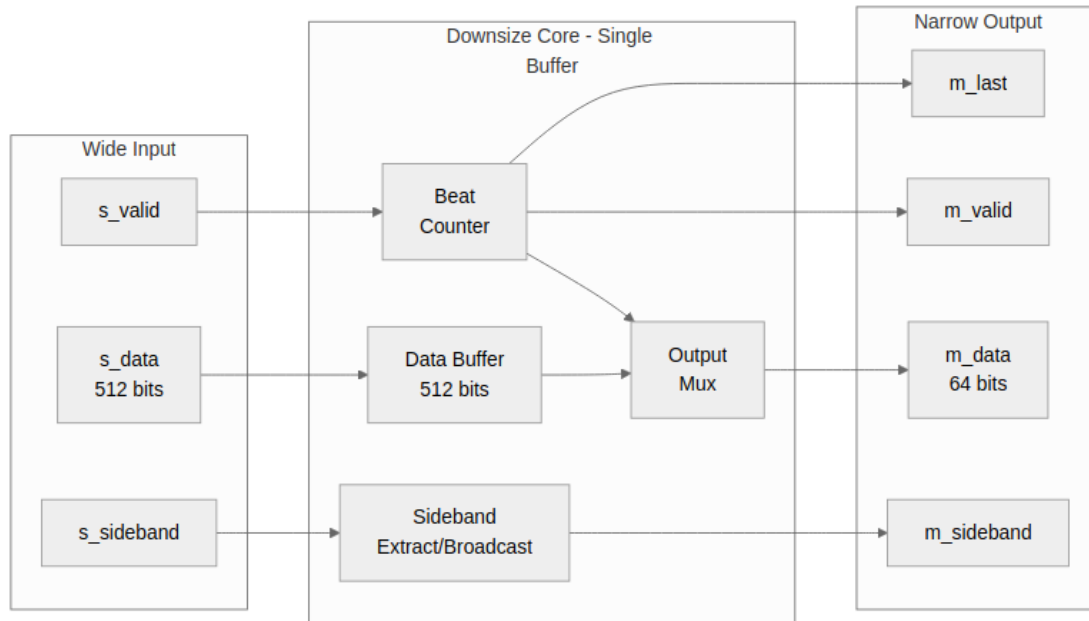 Wide Input
s_valid
s_data
512 bits
s_sideband
Downsize Core - Single
Buffer
Beat
Counter
Data Buffer
512 bits
Output
Mux
Sideband
Extract/Broadcast
Narrow Output
m_last
m_valid
m_data
64 bits
m_sideband